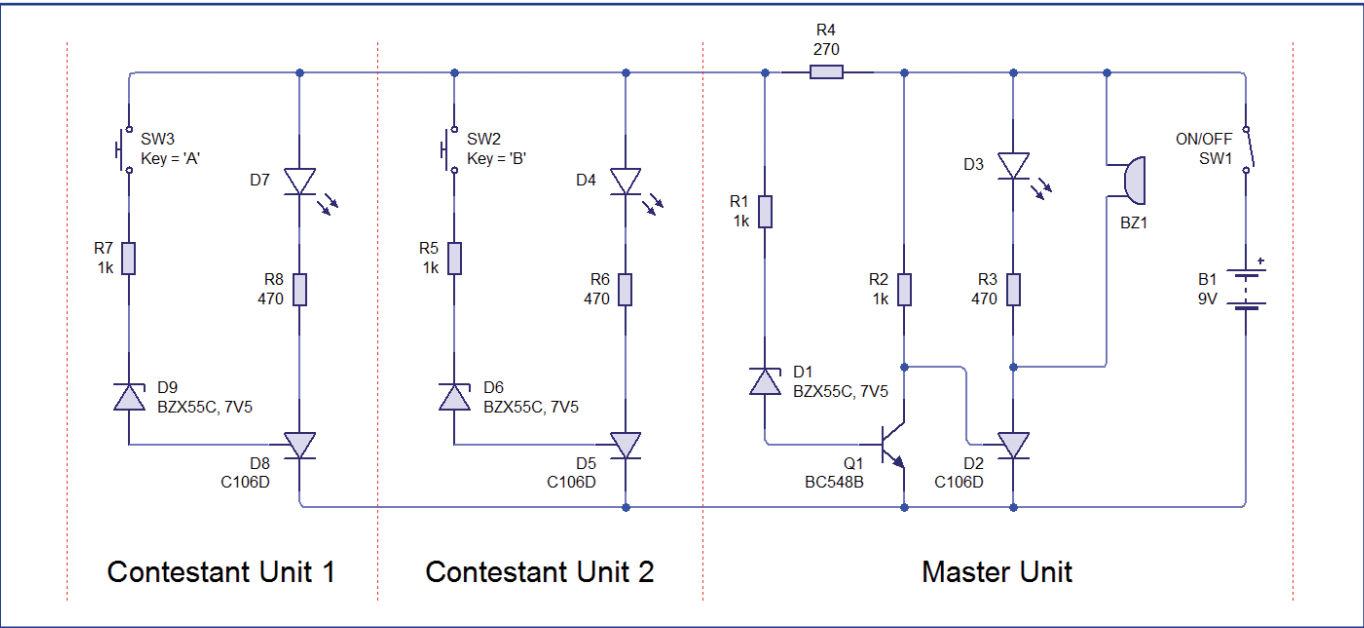 R4
270
SW3
Key = 'A'
SW2
Key = 'B'
ON/OFF
SW1
D7
D4
D3
R1
1k
BZ1
R7
1k
R8
470
R5
1k
R6
470
R2
1k
R3
470
B1
9V
+
D9
BZX55C, 7V5
D6
BZX55C, 7V5
D1
BZX55C, 7V5
D8
C106D
D5
C106D
Q1
BC548B
D2
C106D
Contestant Unit 1
Contestant Unit 2
Master Unit